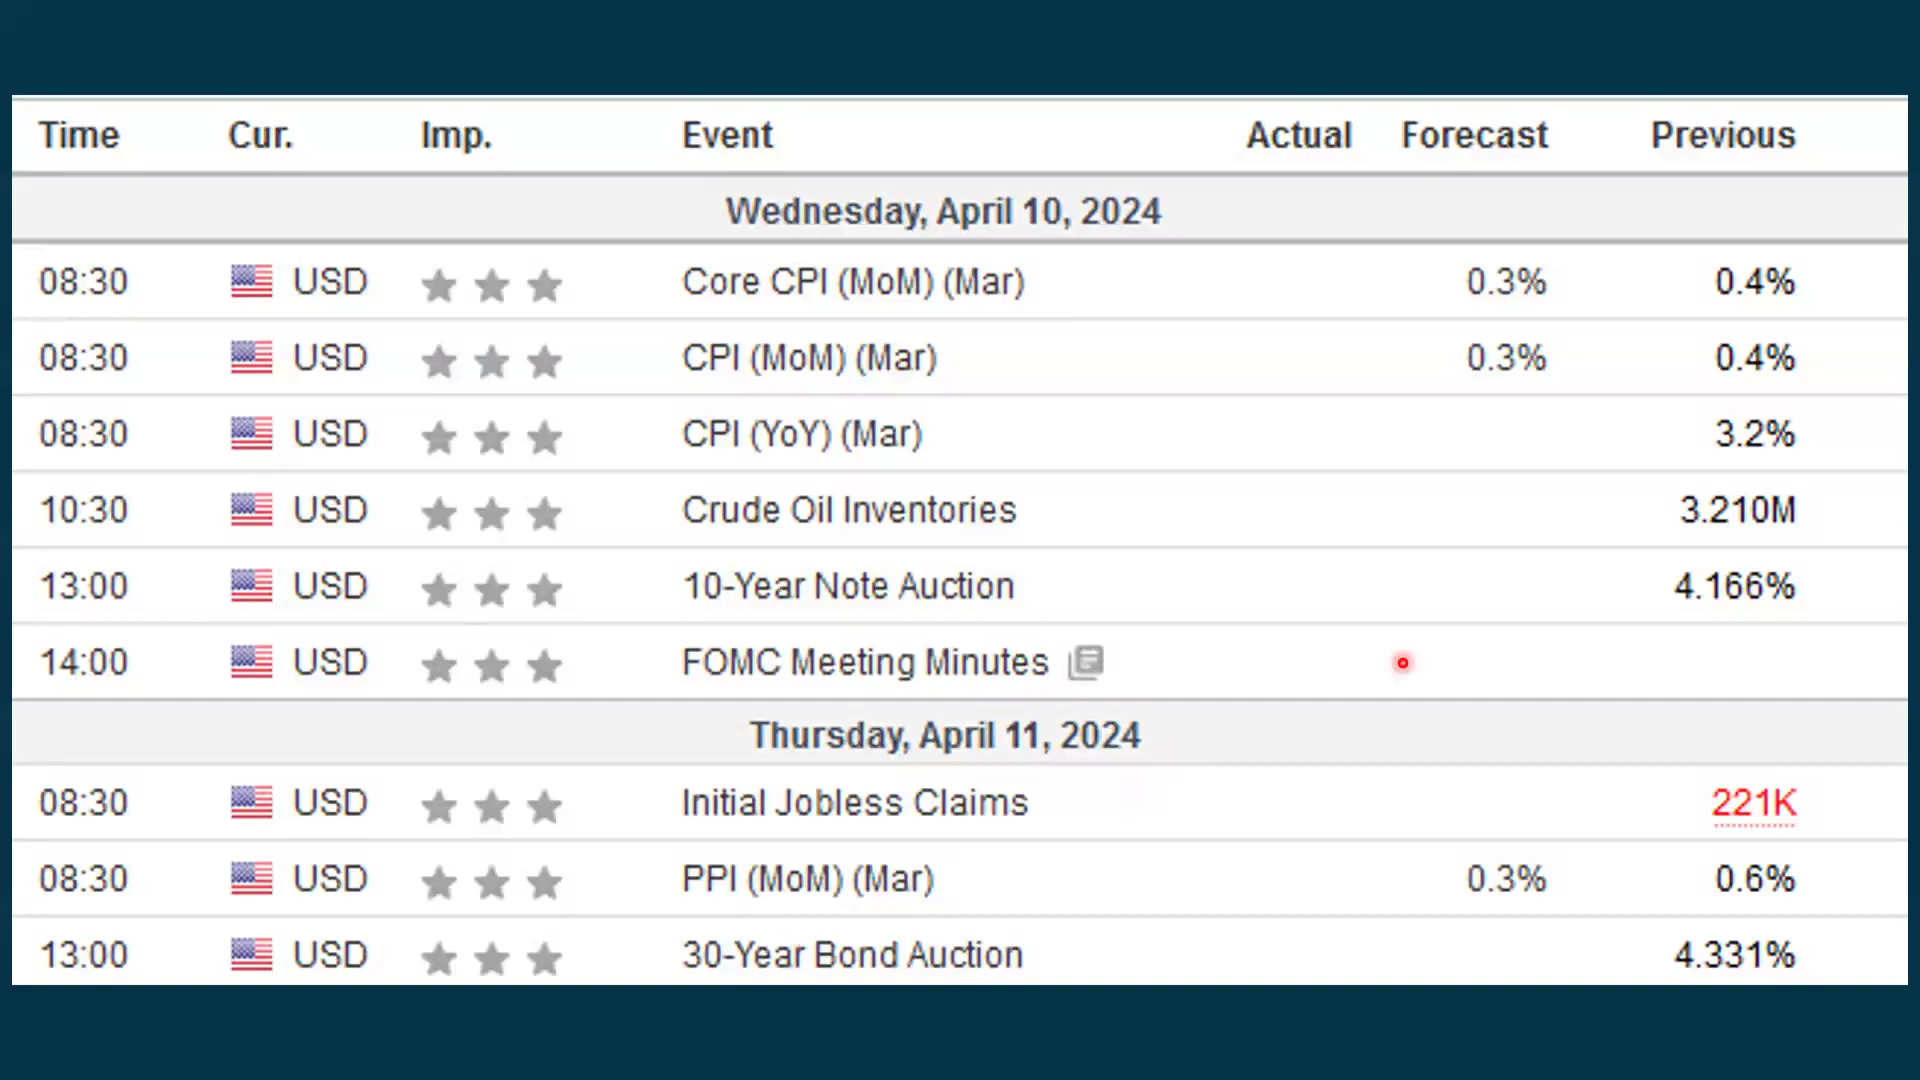 Time Cur. Imp. Event Actual Forecast Previous
Wednesday, April 10, 2024
08:30 USD Core CPI (MoM) (Mar) 0.3% 0.4%
08:30 USD CPI (MoM) (Mar) 0.3% 0.4%
08:30 USD CPI (YoY) (Mar) 3.2%
10:30 USD Crude Oil Inventories 3.210M
13:00 USD 10-Year Note Auction 4.166%
14:00 USD FOMC Meeting Minutes
Thursday, April 11, 2024
08:30 USD Initial Jobless Claims 221K
08:30 USD PPI (MoM) (Mar) 0.3% 0.6%
13:00 USD 30-Year Bond Auction 4.331%